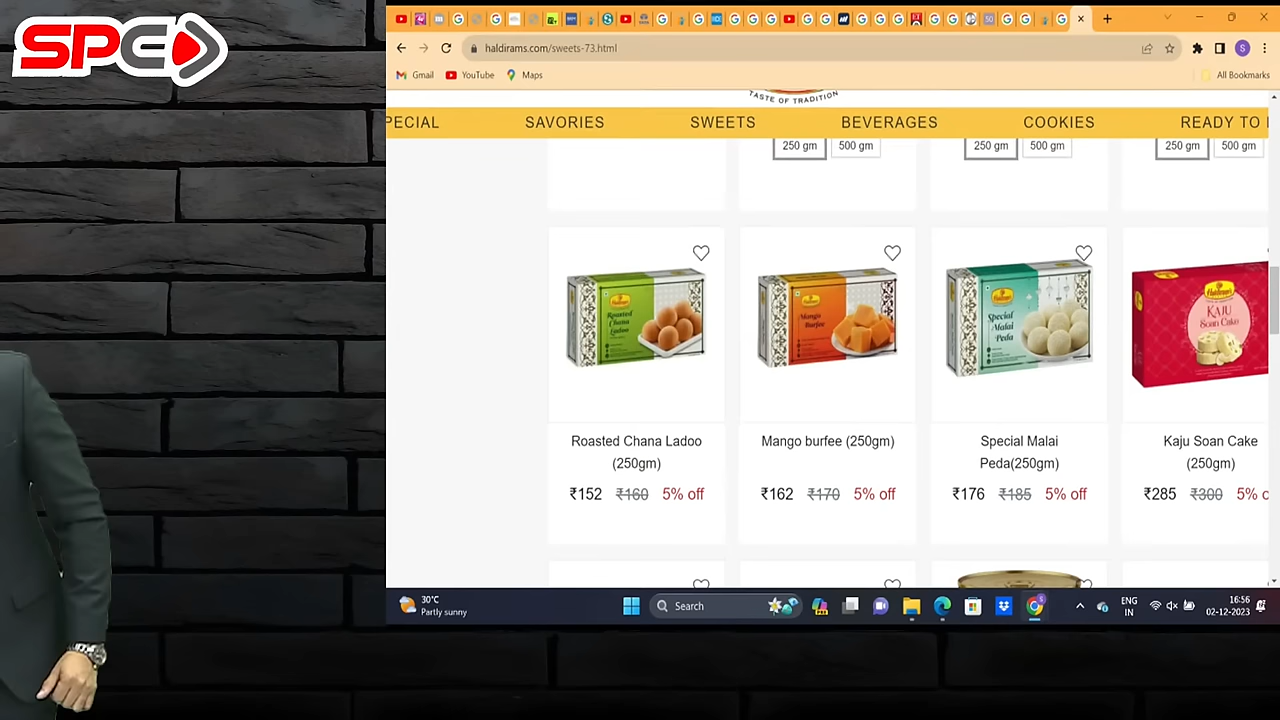 SPE
haldirams.com/sweets-73.html
Gmail
YouTube
Maps
All Bookmarks
TASTE OF TRADITION
PECIAL SAVORIES SWEETS BEVERAGES COOKIES READY TO
250 gm 500 gm 250 gm 500 gm 250 gm 500 gm
Haldiram's
Roasted
Chana
Ladoo
Haldiram's
Mango
Burfee
Haldiram's
Special
Malai
Peda
Haldiram's
KAJU
Soan Cake
Roasted Chana Ladoo
(250gm)
₹152 ₹160 5% off
Mango burfee (250gm)
₹162 ₹170 5% off
Special Malai
Peda(250gm)
₹176 ₹185 5% off
Kaju Soan Cake
(250gm)
₹285 ₹300 5% o
30°C
Partly sunny
Search
ENG
IN
16:56
02-12-2023